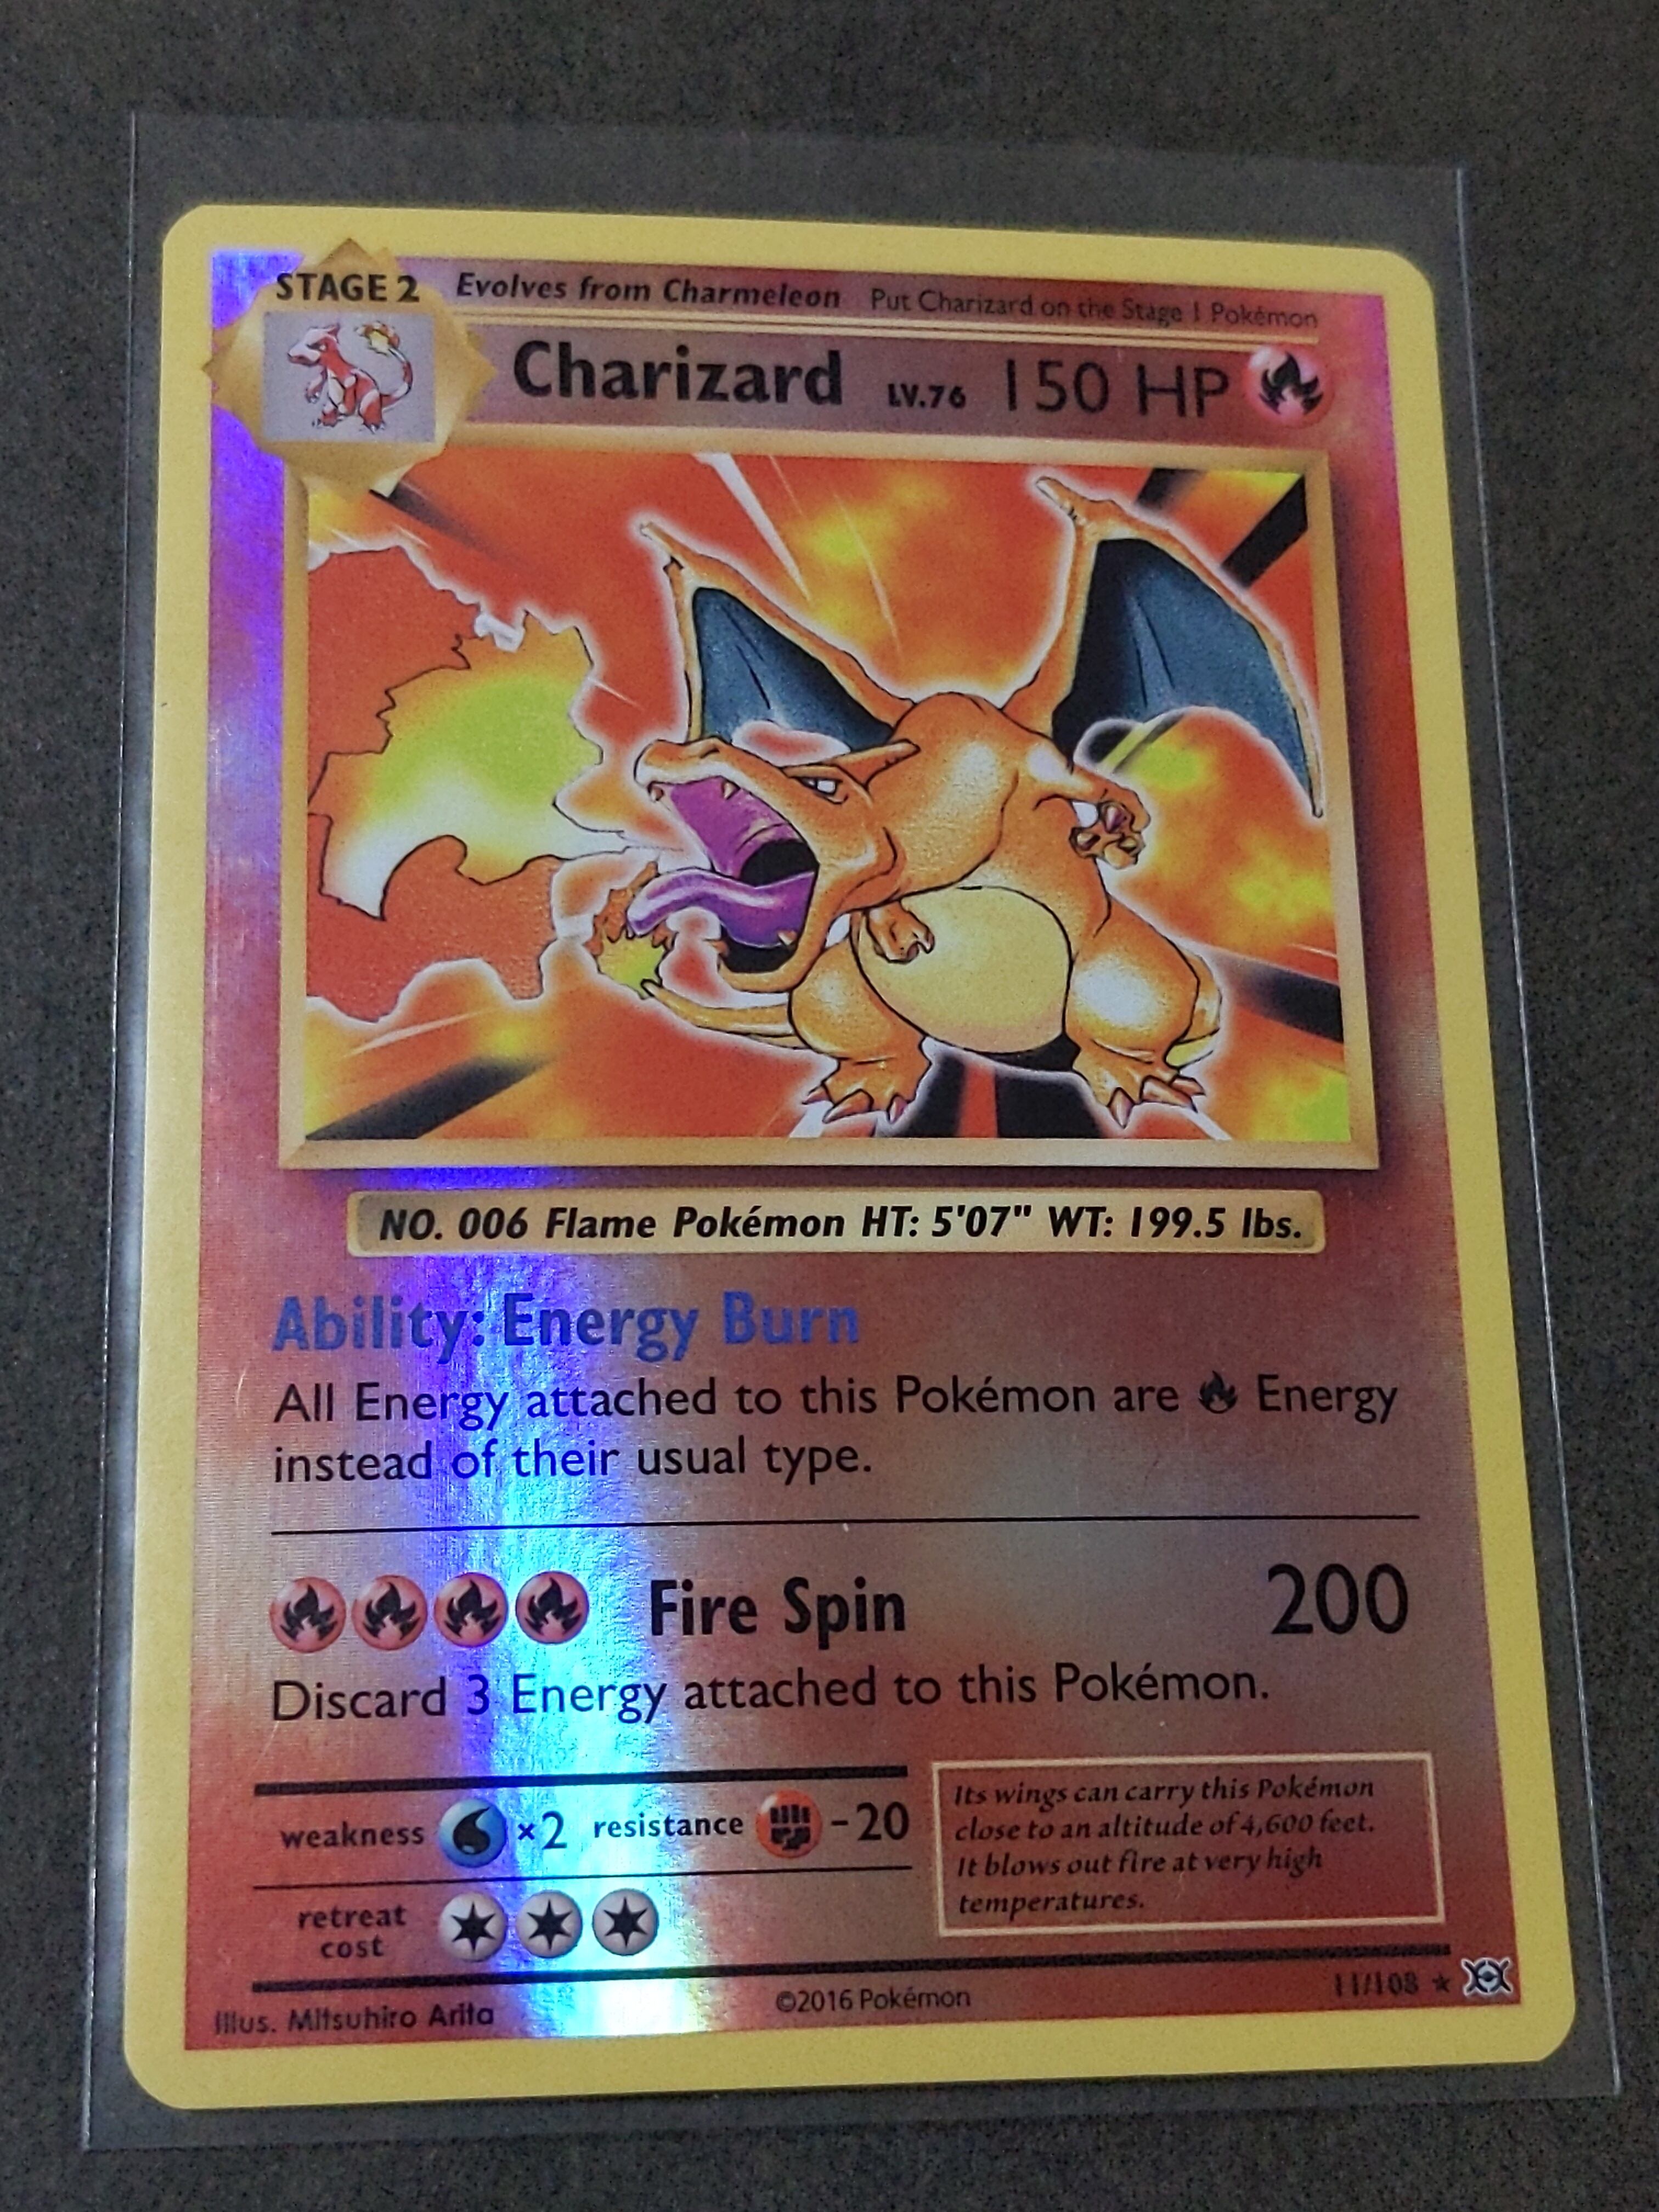 STAGE 2 Evolves from Charmeleon Put Charizard on the Stage 1 Pokémon
Charizard LV.76 150 HP
NO. 006 Flame Pokémon HT: 5'07" WT: 199.5 lbs.
Ability: Energy Burn
All Energy attached to this Pokémon are Energy
instead of their usual type.
Fire Spin 200
Discard 3 Energy attached to this Pokémon.
weakness ×2 resistance -20
retreat
cost
Its wings can carry this Pokémon
close to an altitude of 4,600 feet.
It blows out fire at very high
temperatures.
Illus. Mitsuhiro Arita ©2016 Pokémon 11/108